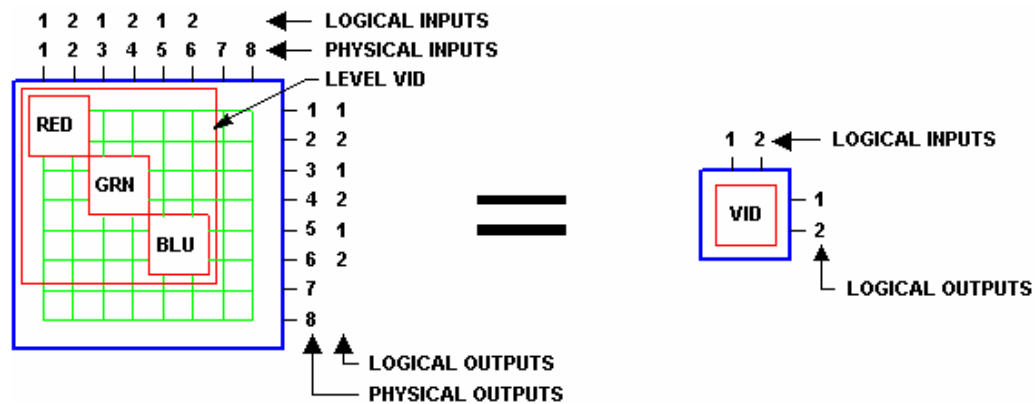 1 2 1 2 1 2 LOGICAL INPUTS
1 2 3 4 5 6 7 8 PHYSICAL INPUTS
LEVEL VID
RED
GRN
BLU
1 1
2 2
3 1
4 2
5 1
6 2
7
8
LOGICAL OUTPUTS
PHYSICAL OUTPUTS
1 2 LOGICAL INPUTS
VID
1
2
LOGICAL OUTPUTS